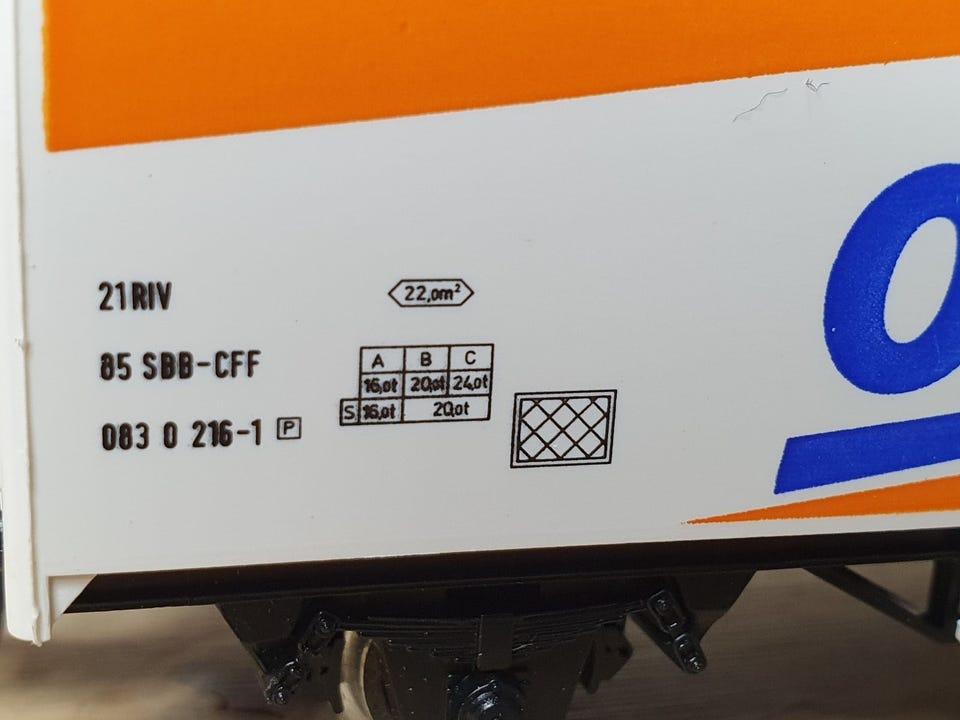 21 RIV
22,0m²
85 SBB-CFF
A B C
16,0t 20,0t 24,0t
S 16,0t 20,0t
083 0 216-1 P
o